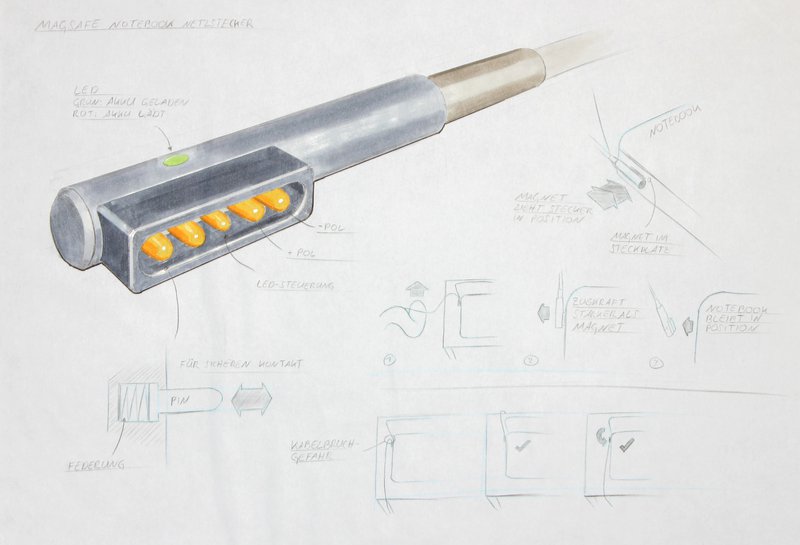 MAGSAFE NOTEBOOK NETZSTECKER
LED
GRÜN: AKKU GELADEN
ROT: AKKU LÄDT
-POL
+ POL
LED-STEUERUNG
NOTEBOOK
MAGNET
ZIEHT STECKER
IN POSITION
MAGNET IM
STECKPLATZ
1
2
ZUGKRAFT
STÄRKER ALS
MAGNET
3
NOTEBOOK
BLEIBT IN
POSITION
FÜR SICHEREN KONTAKT
PIN
FEDERUNG
KABELBRUCH-
GEFAHR